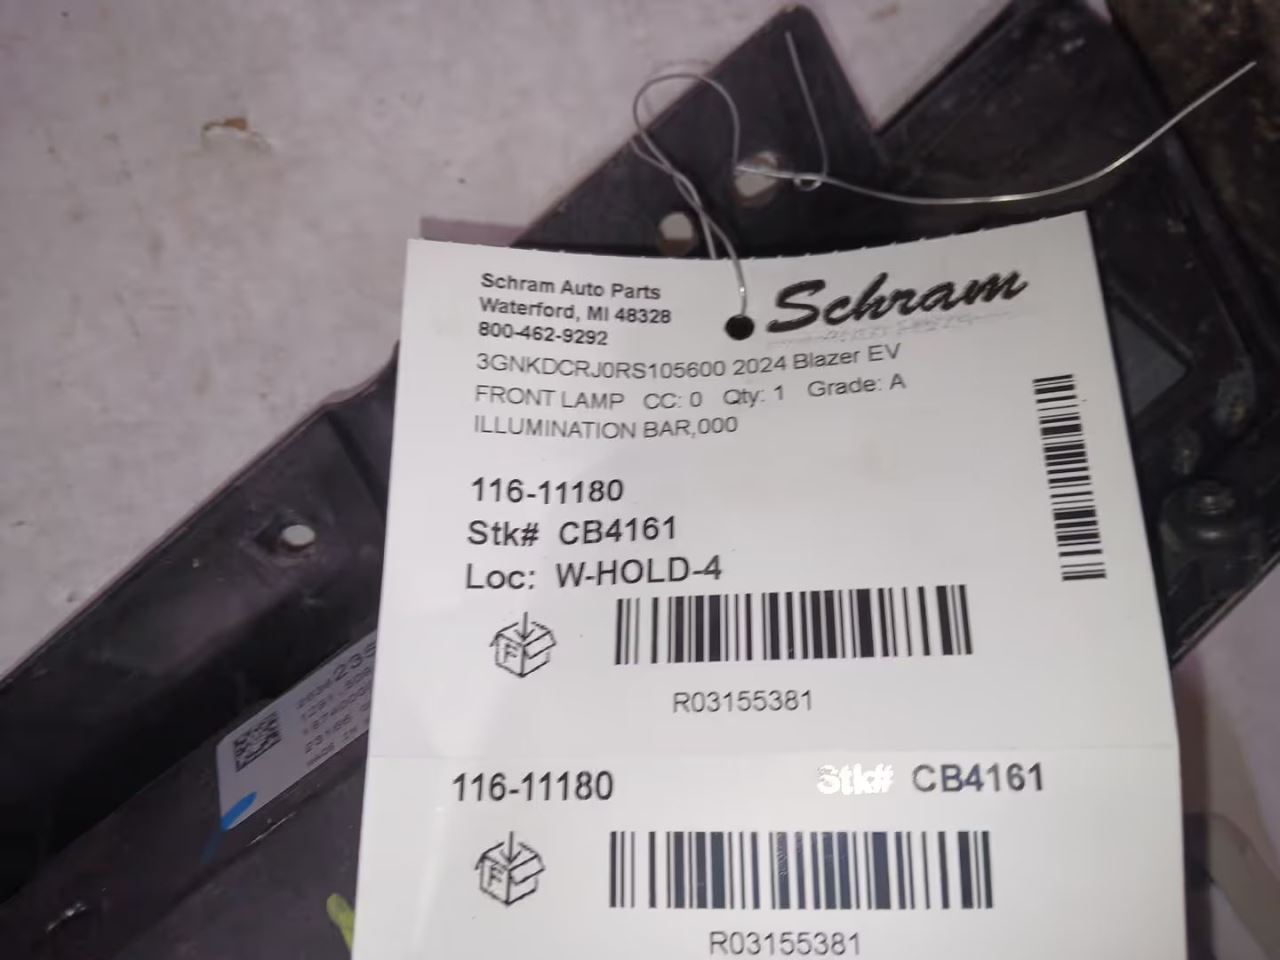 Schram Auto Parts
Waterford, MI 48328
800-462-9292
Schram
3GNKDCRJ0RS105600 2024 Blazer EV
FRONT LAMP CC: 0 Qty: 1 Grade: A
ILLUMINATION BAR,000
116-11180
Stk# CB4161
Loc: W-HOLD-4
F
R03155381
116-11180 Stk# CB4161
F
R03155381